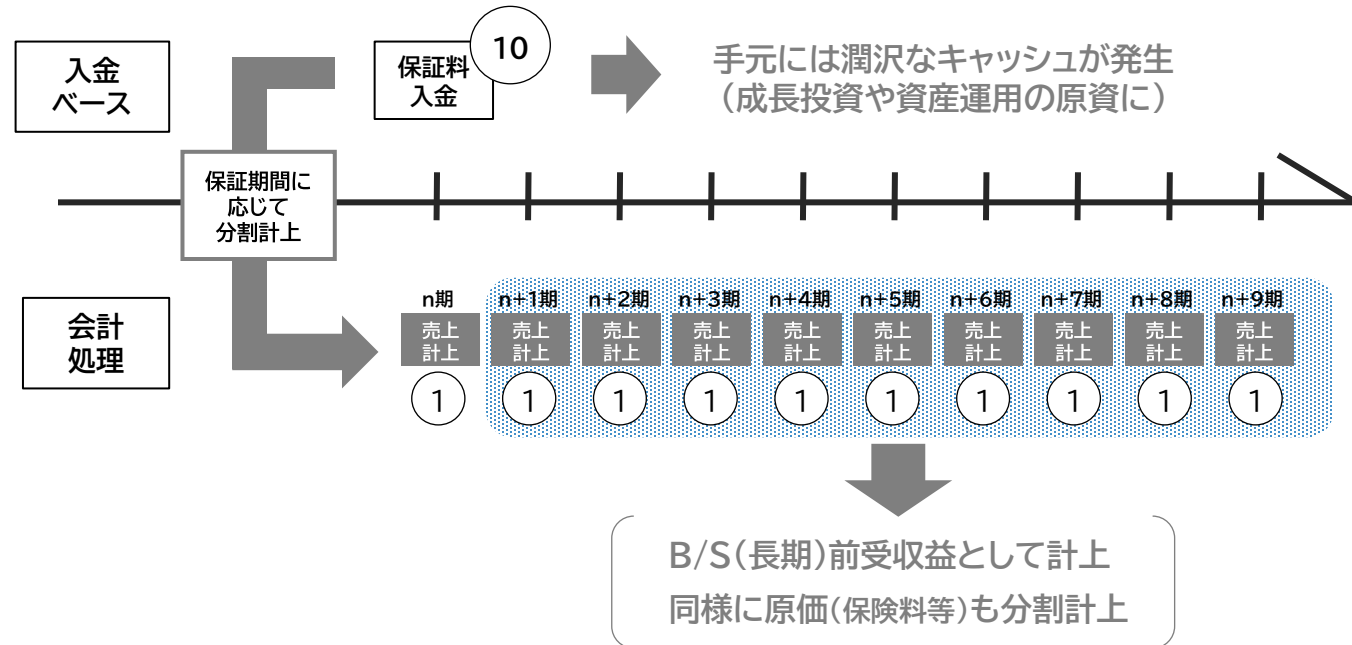 入金
ベース
保証料
入金
10
手元には潤沢なキャッシュが発生
（成長投資や資産運用の原資に）
保証期間に
応じて
分割計上
会計
処理
n期 n+1期 n+2期 n+3期 n+4期 n+5期 n+6期 n+7期 n+8期 n+9期
売上 売上 売上 売上 売上 売上 売上 売上 売上 売上
計上 計上 計上 計上 計上 計上 計上 計上 計上 計上
1 1 1 1 1 1 1 1 1 1
B/S（長期）前受収益として計上
同様に原価（保険料等）も分割計上